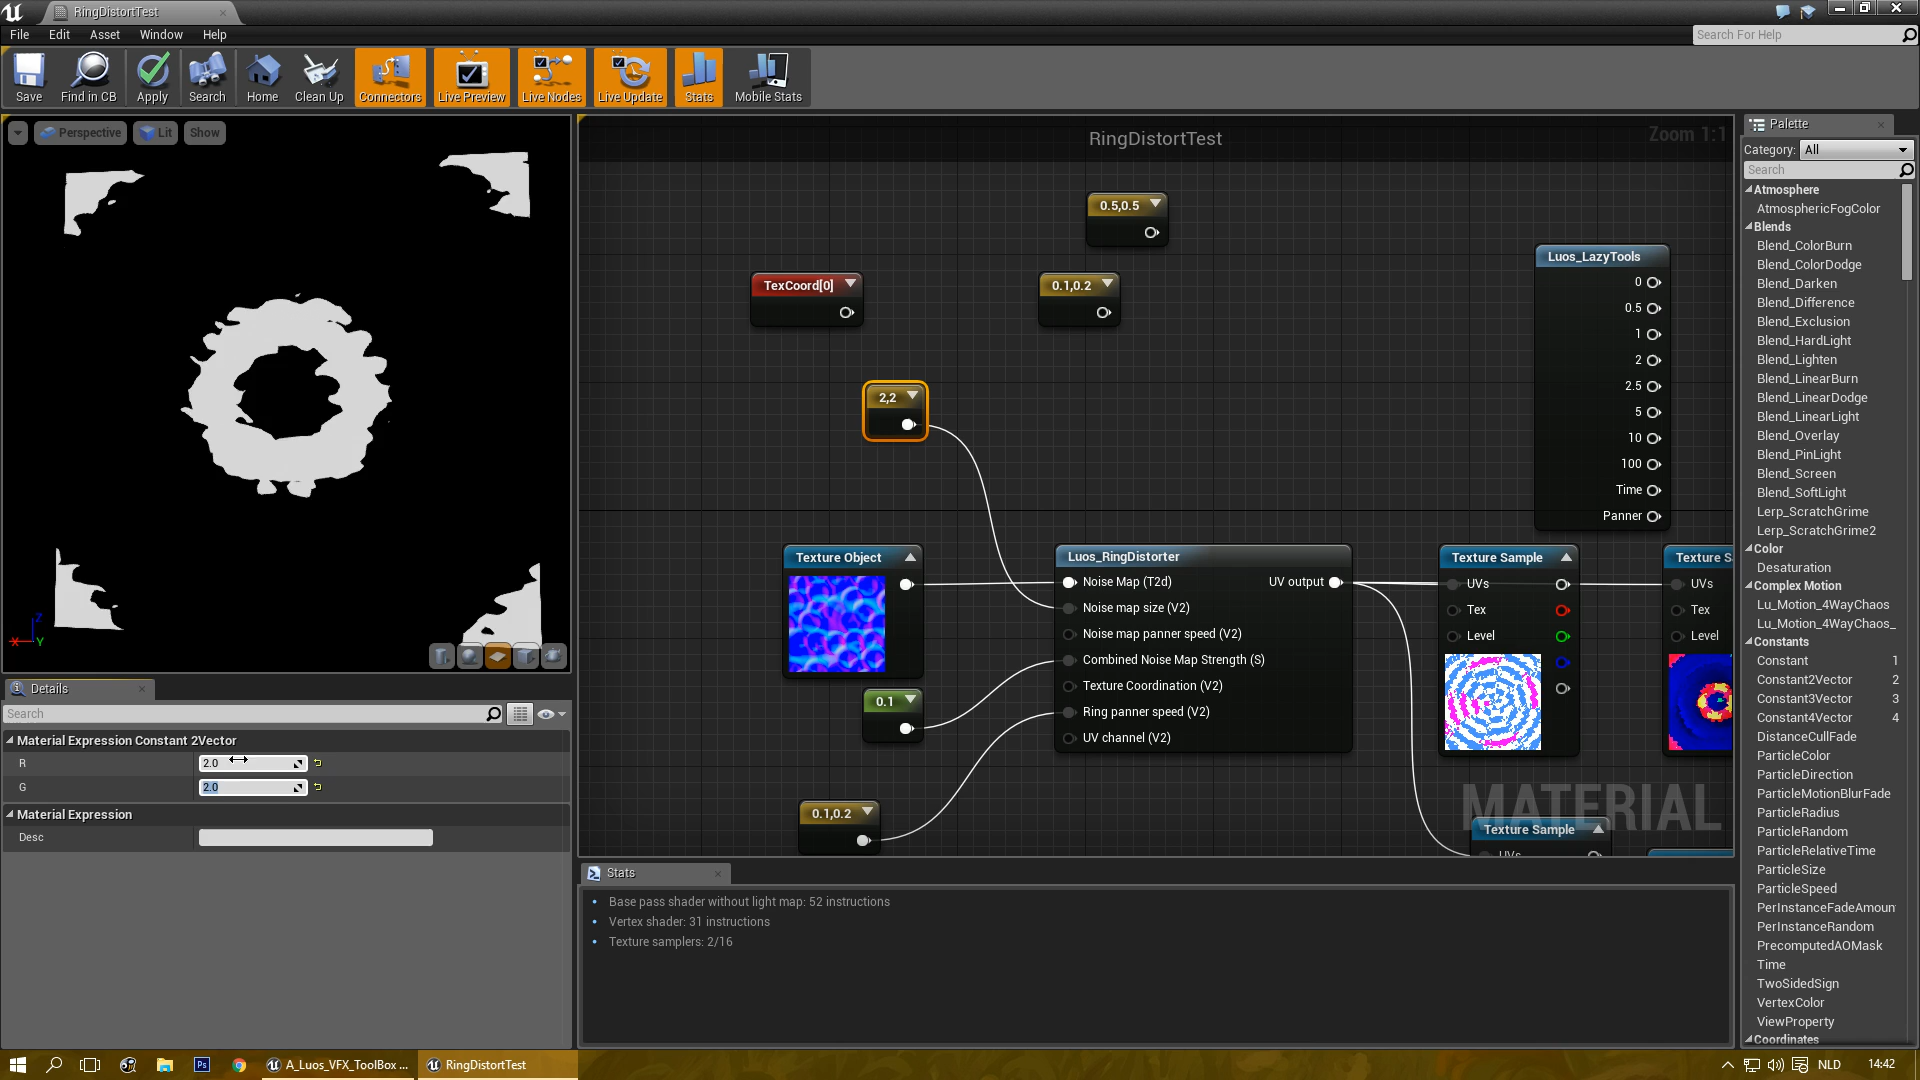 RingDistortTest
File Edit Asset Window Help
Search For Help
Save Find in CB Apply Search Home Clean Up Connectors Live Preview Live Nodes Live Update Stats Mobile Stats
Perspective Lit Show
X Y Z
RingDistortTest
Zoom 1:1
0.5,0.5
TexCoord[0]
0.1,0.2
2,2
Luos_LazyTools
0
0.5
1
2
2.5
5
10
100
Time
Panner
Texture Object
Luos_RingDistorter
Noise Map (T2d) UV output
Noise map size (V2)
Noise map panner speed (V2)
Combined Noise Map Strength (S)
Texture Coordination (V2)
Ring panner speed (V2)
UV channel (V2)
0.1
0.1,0.2
Texture Sample
UVs
Tex
Level
Texture S
UVs
Tex
Level
Texture Sample
UVs
MATERIAL
Details
Search
Material Expression Constant 2Vector
R 2.0
G 2.0
Material Expression
Desc
Stats
Base pass shader without light map: 52 instructions
Vertex shader: 31 instructions
Texture samplers: 2/16
Palette
Category: All
Search
Atmosphere
AtmosphericFogColor
Blends
Blend_ColorBurn
Blend_ColorDodge
Blend_Darken
Blend_Difference
Blend_Exclusion
Blend_HardLight
Blend_Lighten
Blend_LinearBurn
Blend_LinearDodge
Blend_LinearLight
Blend_Overlay
Blend_PinLight
Blend_Screen
Blend_SoftLight
Lerp_ScratchGrime
Lerp_ScratchGrime2
Color
Desaturation
Complex Motion
Lu_Motion_4WayChaos
Lu_Motion_4WayChaos_
Constants
Constant 1
Constant2Vector 2
Constant3Vector 3
Constant4Vector 4
DistanceCullFade
ParticleColor
ParticleDirection
ParticleMotionBlurFade
ParticleRadius
ParticleRandom
ParticleRelativeTime
ParticleSize
ParticleSpeed
PerInstanceFadeAmoun
PerInstanceRandom
PrecomputedAOMask
Time
TwoSidedSign
VertexColor
ViewProperty
Coordinates
Ps
A_Luos_VFX_ToolBox ...
RingDistortTest
NLD
14:42